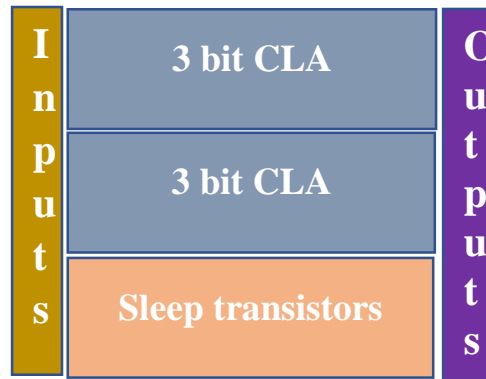 Inputs
3 bit CLA
3 bit CLA
Sleep transistors
Outputs